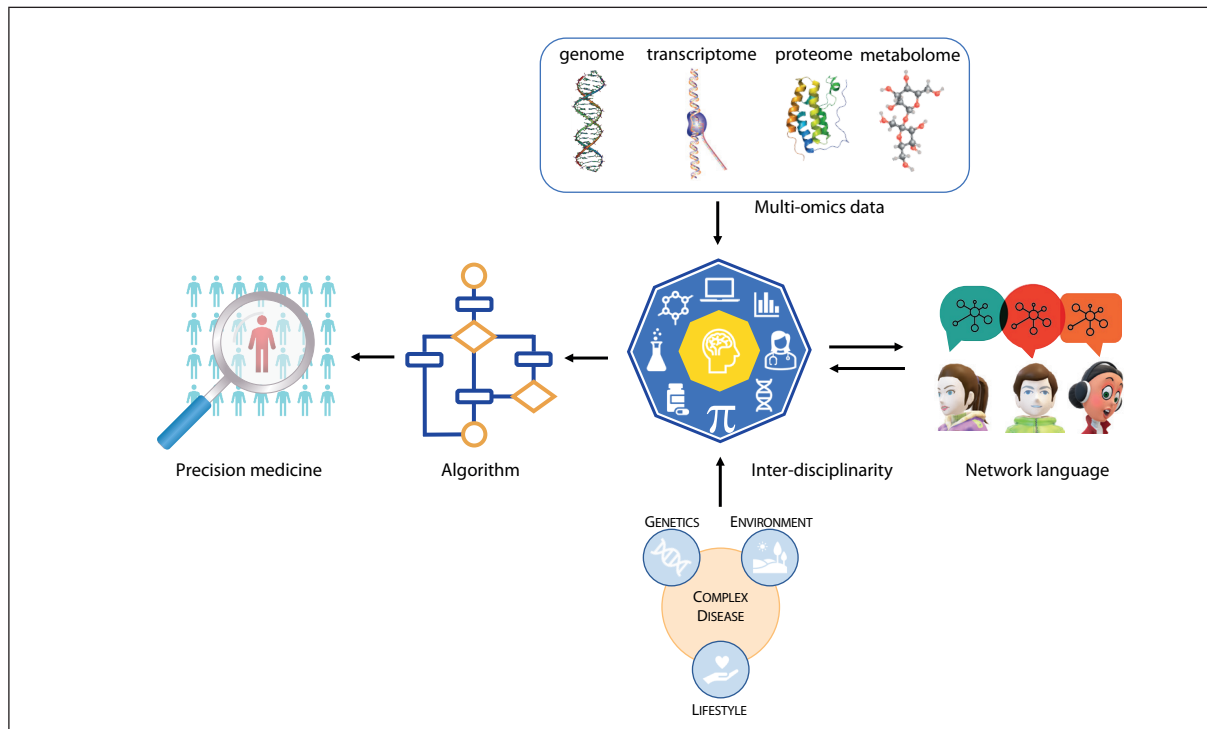 genome transcriptome proteome metabolome
Multi-omics data
π
Precision medicine Algorithm Inter-disciplinarity Network language
GENETICS ENVIRONMENT
COMPLEX
DISEASE
LIFESTYLE